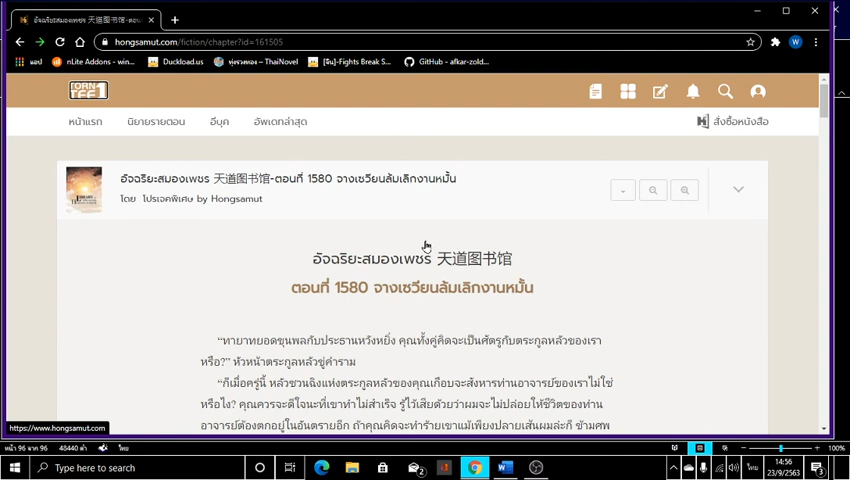 อัจฉริยะสมองเพชร 天道图书馆-ตอน
hongsamut.com/fiction/chapter?id=161505
W
แอป
nLite Addons - win...
Duckload.us
ทุ่งรวงทอง – ThaiNovel
[จีน]-Fights Break S...
GitHub - afkar-zold...
TORN TEE1
หน้าแรก
นิยายรายตอน
อีบุค
อัพเดทล่าสุด
สั่งซื้อหนังสือ
อัจฉริยะสมองเพชร 天道图书馆-ตอนที่ 1580 จางเซวียนล้มเลิกงานหมั้น
โดย โปรเจคพิเศษ by Hongsamut
อัจฉริยะสมองเพชร 天道图书馆
ตอนที่ 1580 จางเซวียนล้มเลิกงานหมั้น
“ทายาทยอดขุนพลกับประธานหวังหยิ่ง คุณทั้งคู่คิดจะเป็นศัตรูกับตระกูลหลัวของเรา
หรือ?” หัวหน้าตระกูลหลัวขู่คำราม
“ก็เมื่อครู่นี้ หลัวชวนฉิงแห่งตระกูลหลัวของคุณเกือบจะสังหารท่านอาจารย์ของเราไม่ใช่
หรือไง? คุณควรจะดีใจนะที่เขาทำไม่สำเร็จ รู้ไว้เสียด้วยว่าผมจะไม่ปล่อยให้ชีวิตของท่าน
อาจารย์ต้องตกอยู่ในอันตรายอีก ถ้าคุณคิดจะทำร้ายเขาแม้เพียงปลายเส้นผมล่ะก็ ข้ามศพ
https://www.hongsamut.com
หน้า 96 จาก 96
48440 คำ
ไทย
100%
Type here to search
2
ไทย
14:56
23/9/2563
3